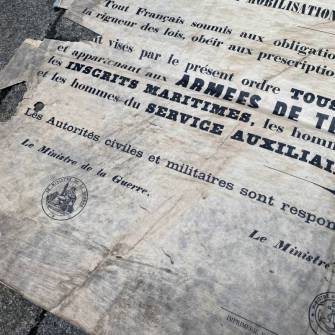 MOBILISATION
Tout Français soumis aux obligations
la rigueur des lois, obéir aux prescriptions
visés par le présent ordre TOUS
et appartenant aux ARMÉES DE TE
les INSCRITS MARITIMES, les hommes
et les hommes du SERVICE AUXILIAI
Les Autorités civiles et militaires sont respon
Le Ministre de la Guerre,
Le Ministre
IMPRIMERIE